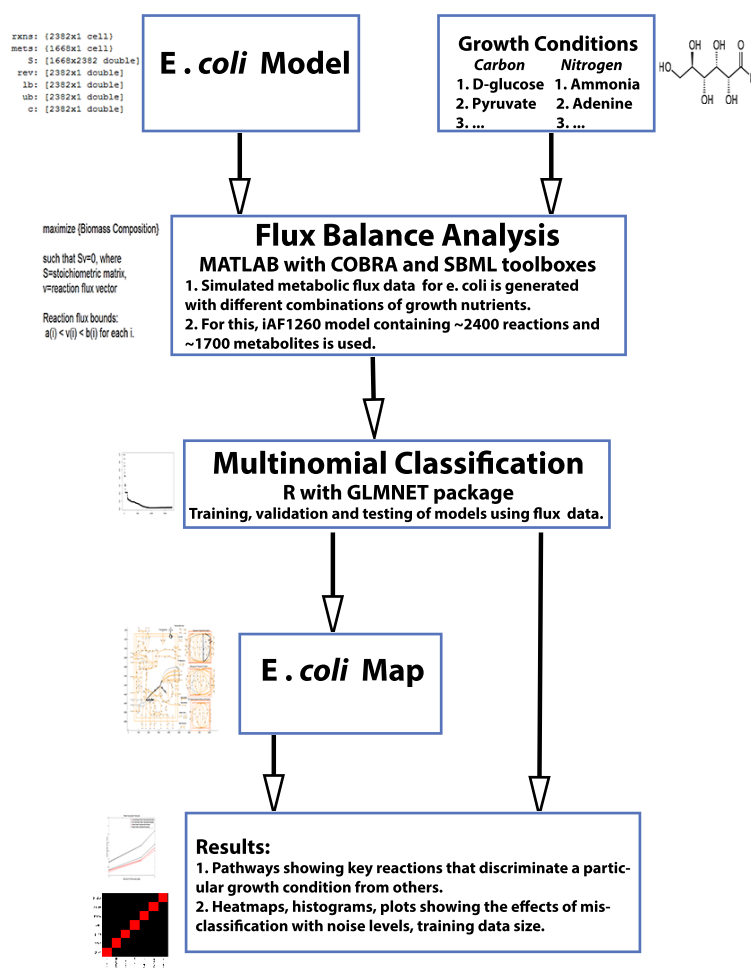 rxns: {2382x1 cell}
mets: {1668x1 cell}
S: [1668x2382 double]
rev: [2382x1 double]
lb: [2382x1 double]
ub: [2382x1 double]
c: [2382x1 double]
E . coli Model
Growth Conditions
Carbon Nitrogen
1. D-glucose 1. Ammonia
2. Pyruvate 2. Adenine
3. ... 3. ...
OH OH OH O
HO
OH OH
maximize {Biomass Composition}
such that Sv=0, where
S=stoichiometric matrix,
v=reaction flux vector
Reaction flux bounds:
a(i) < v(i) < b(i) for each i.
Flux Balance Analysis
MATLAB with COBRA and SBML toolboxes
1. Simulated metabolic flux data for e. coli is generated
with different combinations of growth nutrients.
2. For this, iAF1260 model containing ~2400 reactions and
~1700 metabolites is used.
Multinomial Classification
R with GLMNET package
Training, validation and testing of models using flux data.
E . coli Map
Results:
1. Pathways showing key reactions that discriminate a partic-
ular growth condition from others.
2. Heatmaps, histograms, plots showing the effects of mis-
classification with noise levels, training data size.